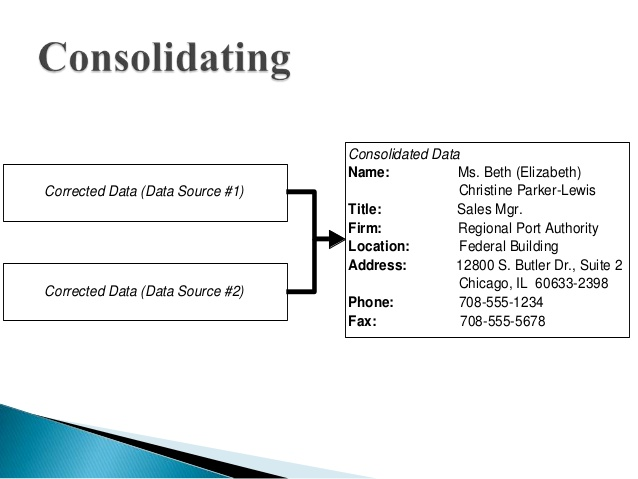 Consolidating
Corrected Data (Data Source #1)
Corrected Data (Data Source #2)
Consolidated Data
Name: Ms. Beth (Elizabeth)
Christine Parker-Lewis
Title: Sales Mgr.
Firm: Regional Port Authority
Location: Federal Building
Address: 12800 S. Butler Dr., Suite 2
Chicago, IL 60633-2398
Phone: 708-555-1234
Fax: 708-555-5678